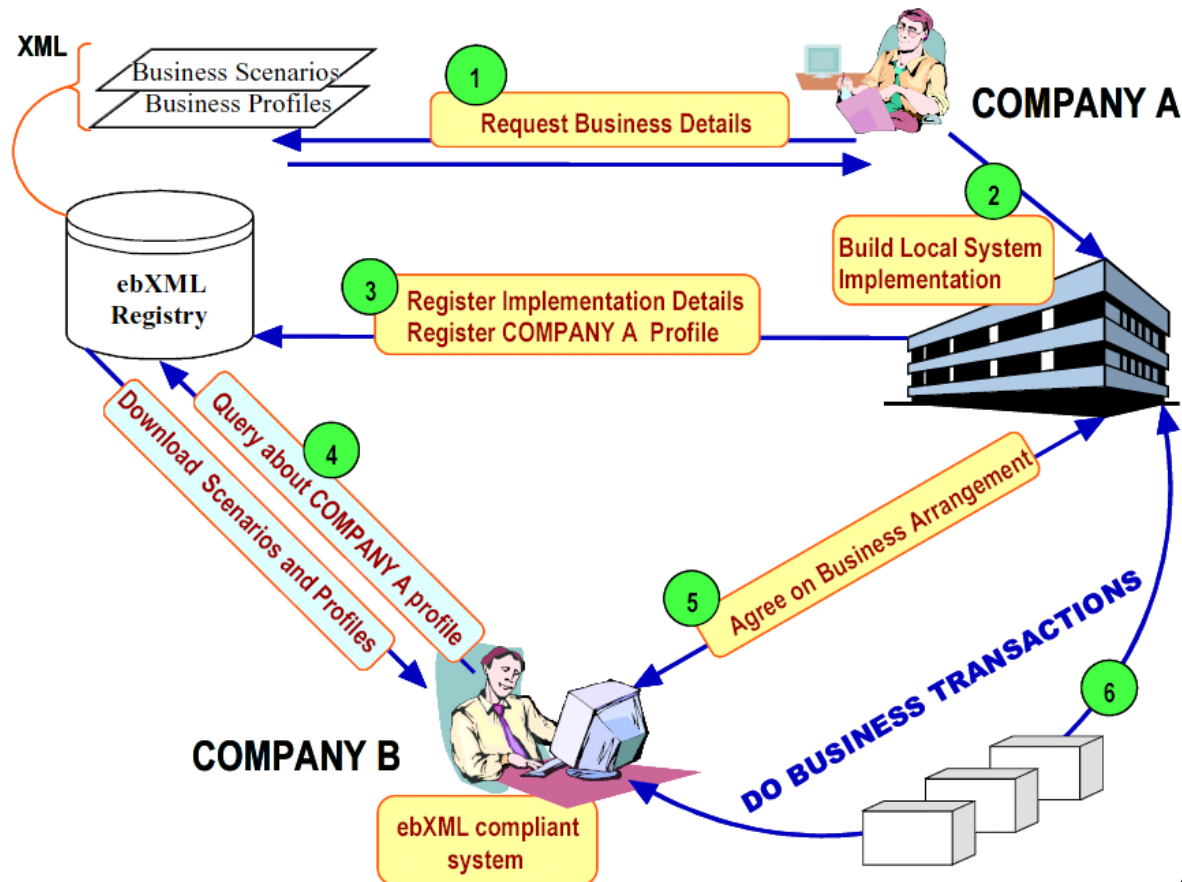 XML
Business Scenarios
Business Profiles
1
Request Business Details
COMPANY A
2
Build Local System
Implementation
ebXML
Registry
3
Register Implementation Details
Register COMPANY A Profile
4
Query about COMPANY A profile
Download Scenarios and Profiles
5
Agree on Business Arrangement
6
DO BUSINESS TRANSACTIONS
COMPANY B
ebXML compliant
system